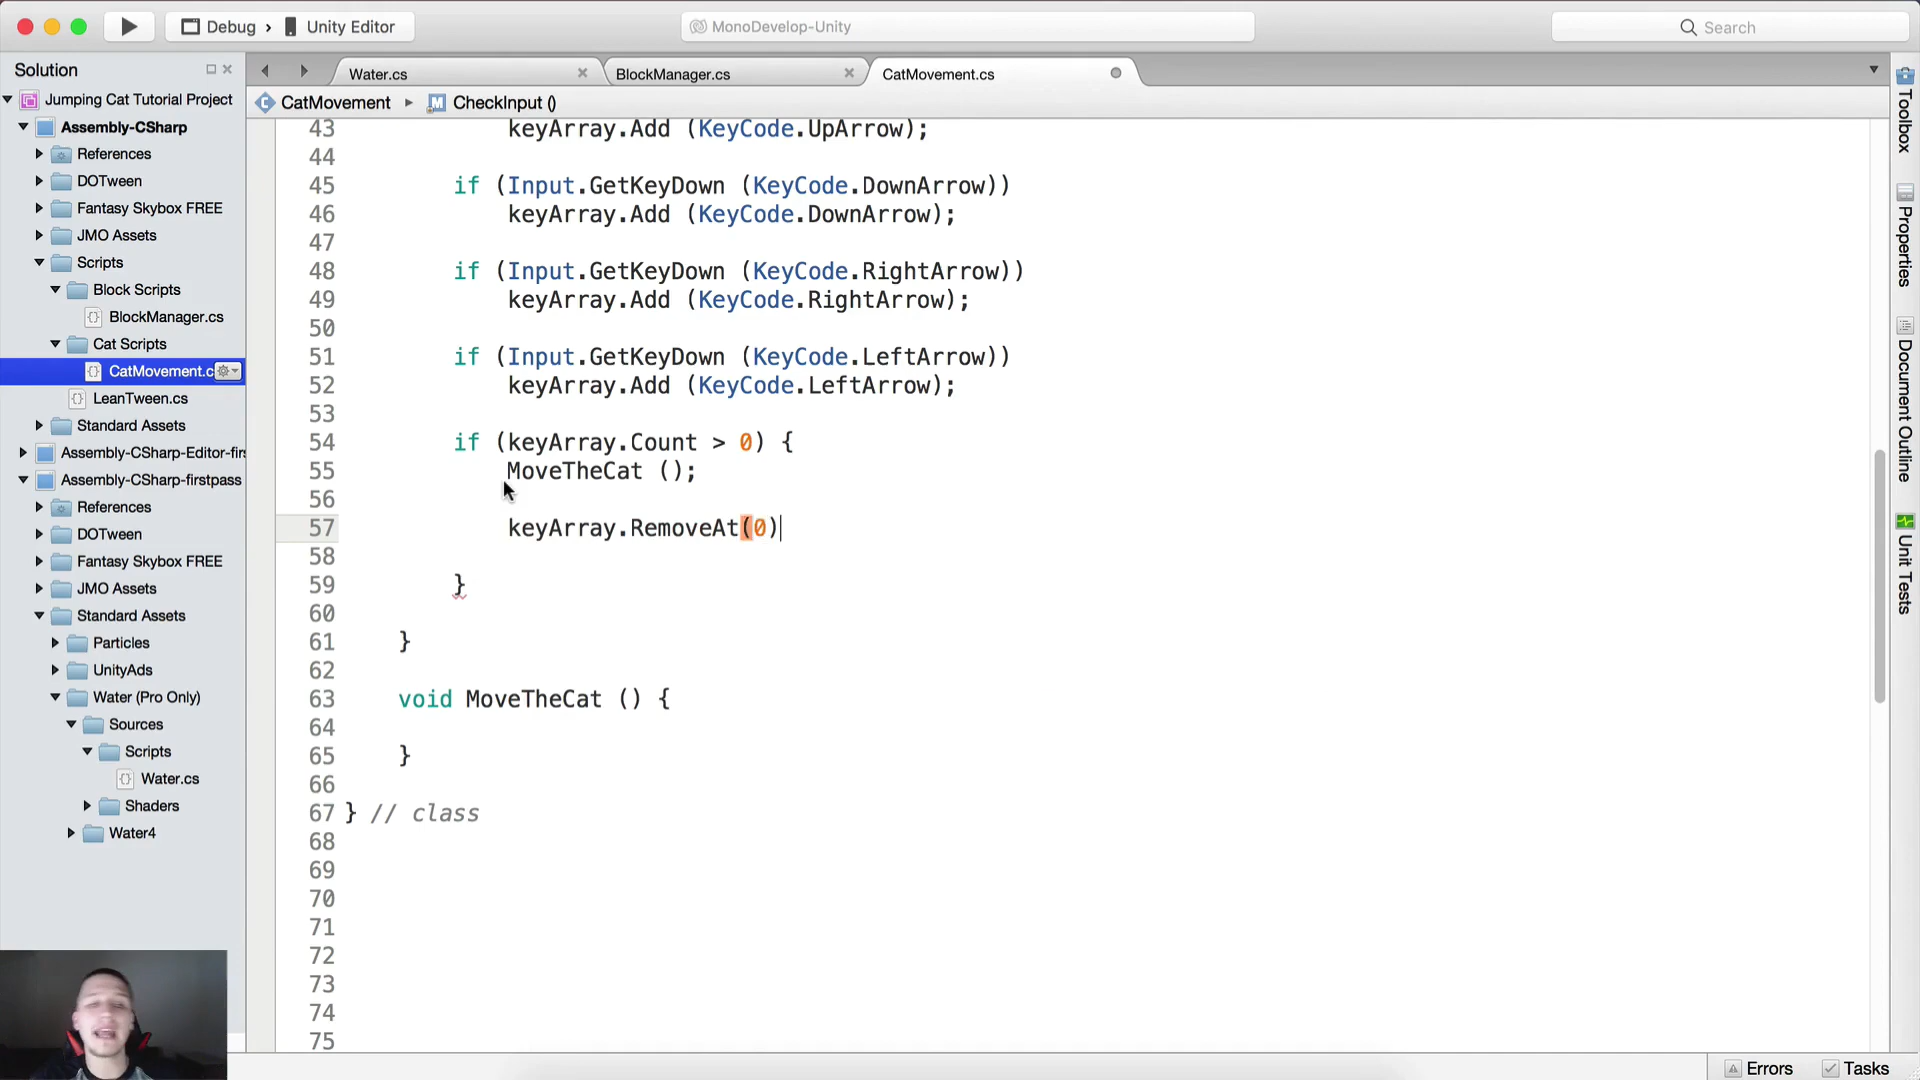 Debug › Unity Editor
MonoDevelop-Unity
Search
Solution
Water.cs
BlockManager.cs
CatMovement.cs
CatMovement ▸ CheckInput ()
Jumping Cat Tutorial Project
Assembly-CSharp
References
DOTween
Fantasy Skybox FREE
JMO Assets
Scripts
Block Scripts
BlockManager.cs
Cat Scripts
CatMovement.c
LeanTween.cs
Standard Assets
Assembly-CSharp-Editor-fir
Assembly-CSharp-firstpass
References
DOTween
Fantasy Skybox FREE
JMO Assets
Standard Assets
Particles
UnityAds
Water (Pro Only)
Sources
Scripts
Water.cs
Shaders
Water4
43 keyArray.Add (KeyCode.UpArrow);
44
45 if (Input.GetKeyDown (KeyCode.DownArrow))
46 keyArray.Add (KeyCode.DownArrow);
47
48 if (Input.GetKeyDown (KeyCode.RightArrow))
49 keyArray.Add (KeyCode.RightArrow);
50
51 if (Input.GetKeyDown (KeyCode.LeftArrow))
52 keyArray.Add (KeyCode.LeftArrow);
53
54 if (keyArray.Count > 0) {
55 MoveTheCat ();
56
57 keyArray.RemoveAt(0)
58
59 }
60
61 }
62
63 void MoveTheCat () {
64
65 }
66
67 } // class
68
69
70
71
72
73
74
75
Toolbox
Properties
Document Outline
Unit Tests
Errors
Tasks